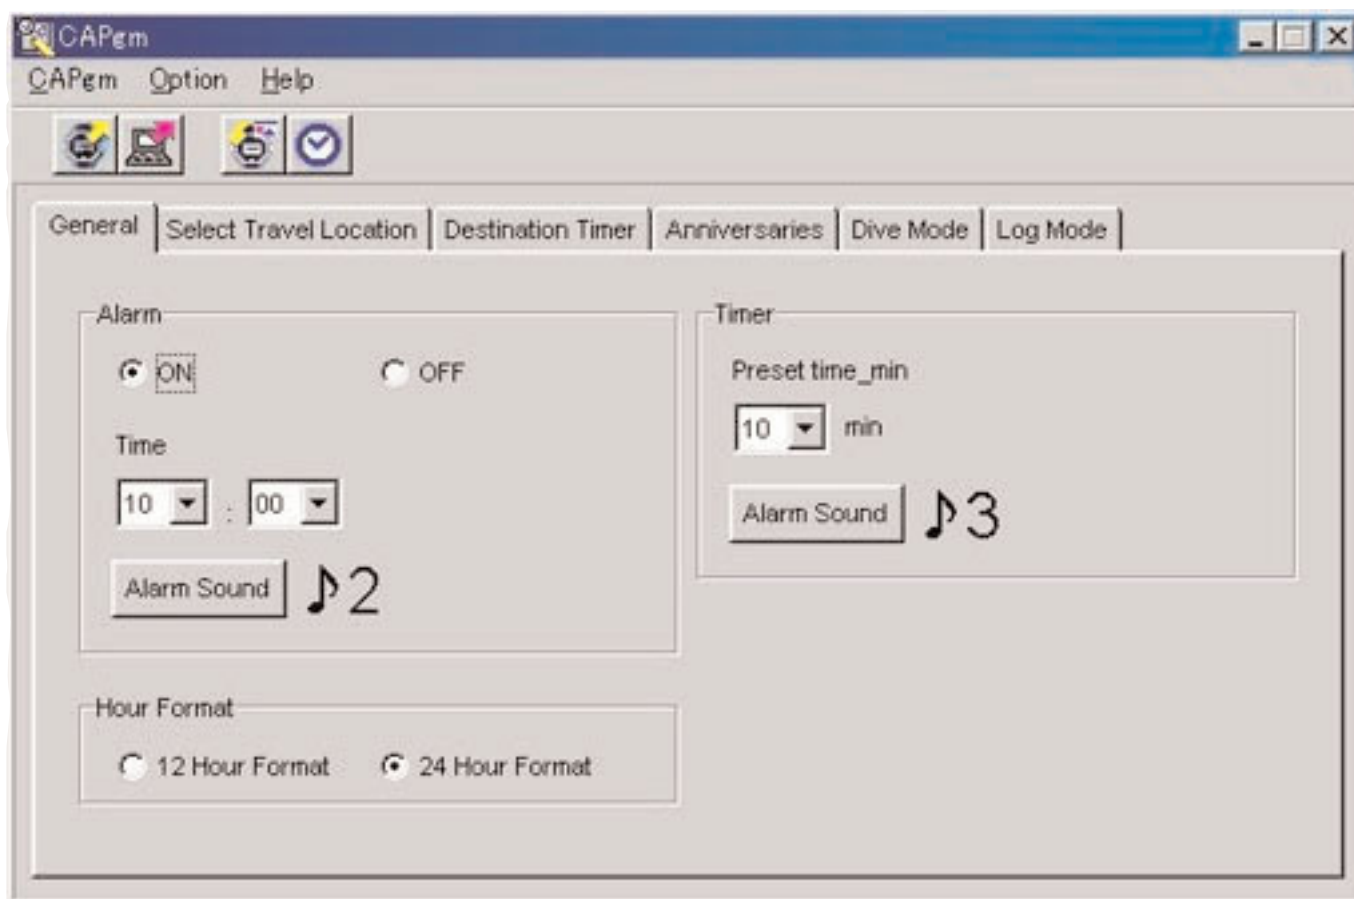 CAPgm
CAPgm Option Help
General Select Travel Location Destination Timer Anniversaries Dive Mode Log Mode
Alarm
ON OFF
Time
10 : 00
Alarm Sound ♪2
Timer
Preset time_min
10 min
Alarm Sound ♪3
Hour Format
12 Hour Format 24 Hour Format